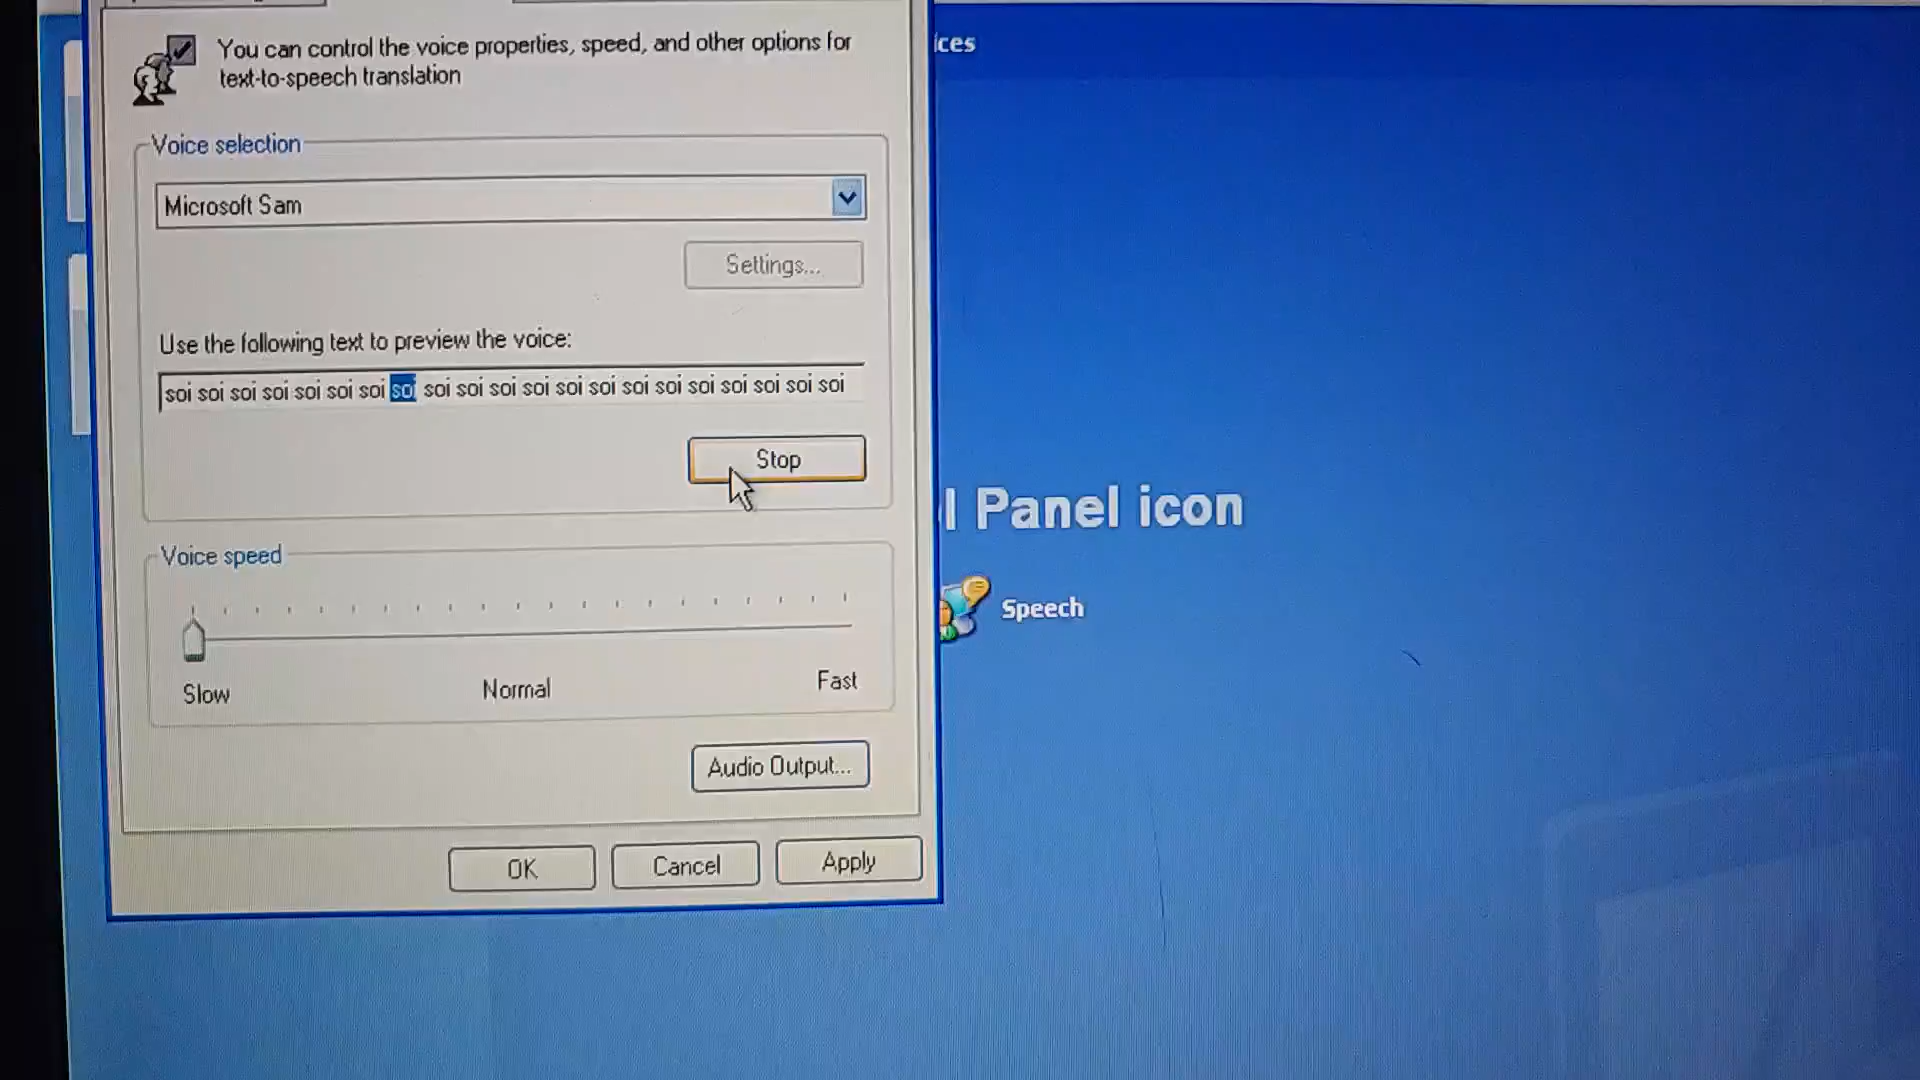 You can control the voice properties, speed, and other options for
text-to-speech translation
ices
Voice selection
Microsoft Sam
Settings...
Use the following text to preview the voice:
soi soi soi soi soi soi soi soi soi soi soi soi soi soi soi soi soi soi soi soi soi
Stop
l Panel icon
Voice speed
Speech
Slow
Normal
Fast
Audio Output...
OK
Cancel
Apply